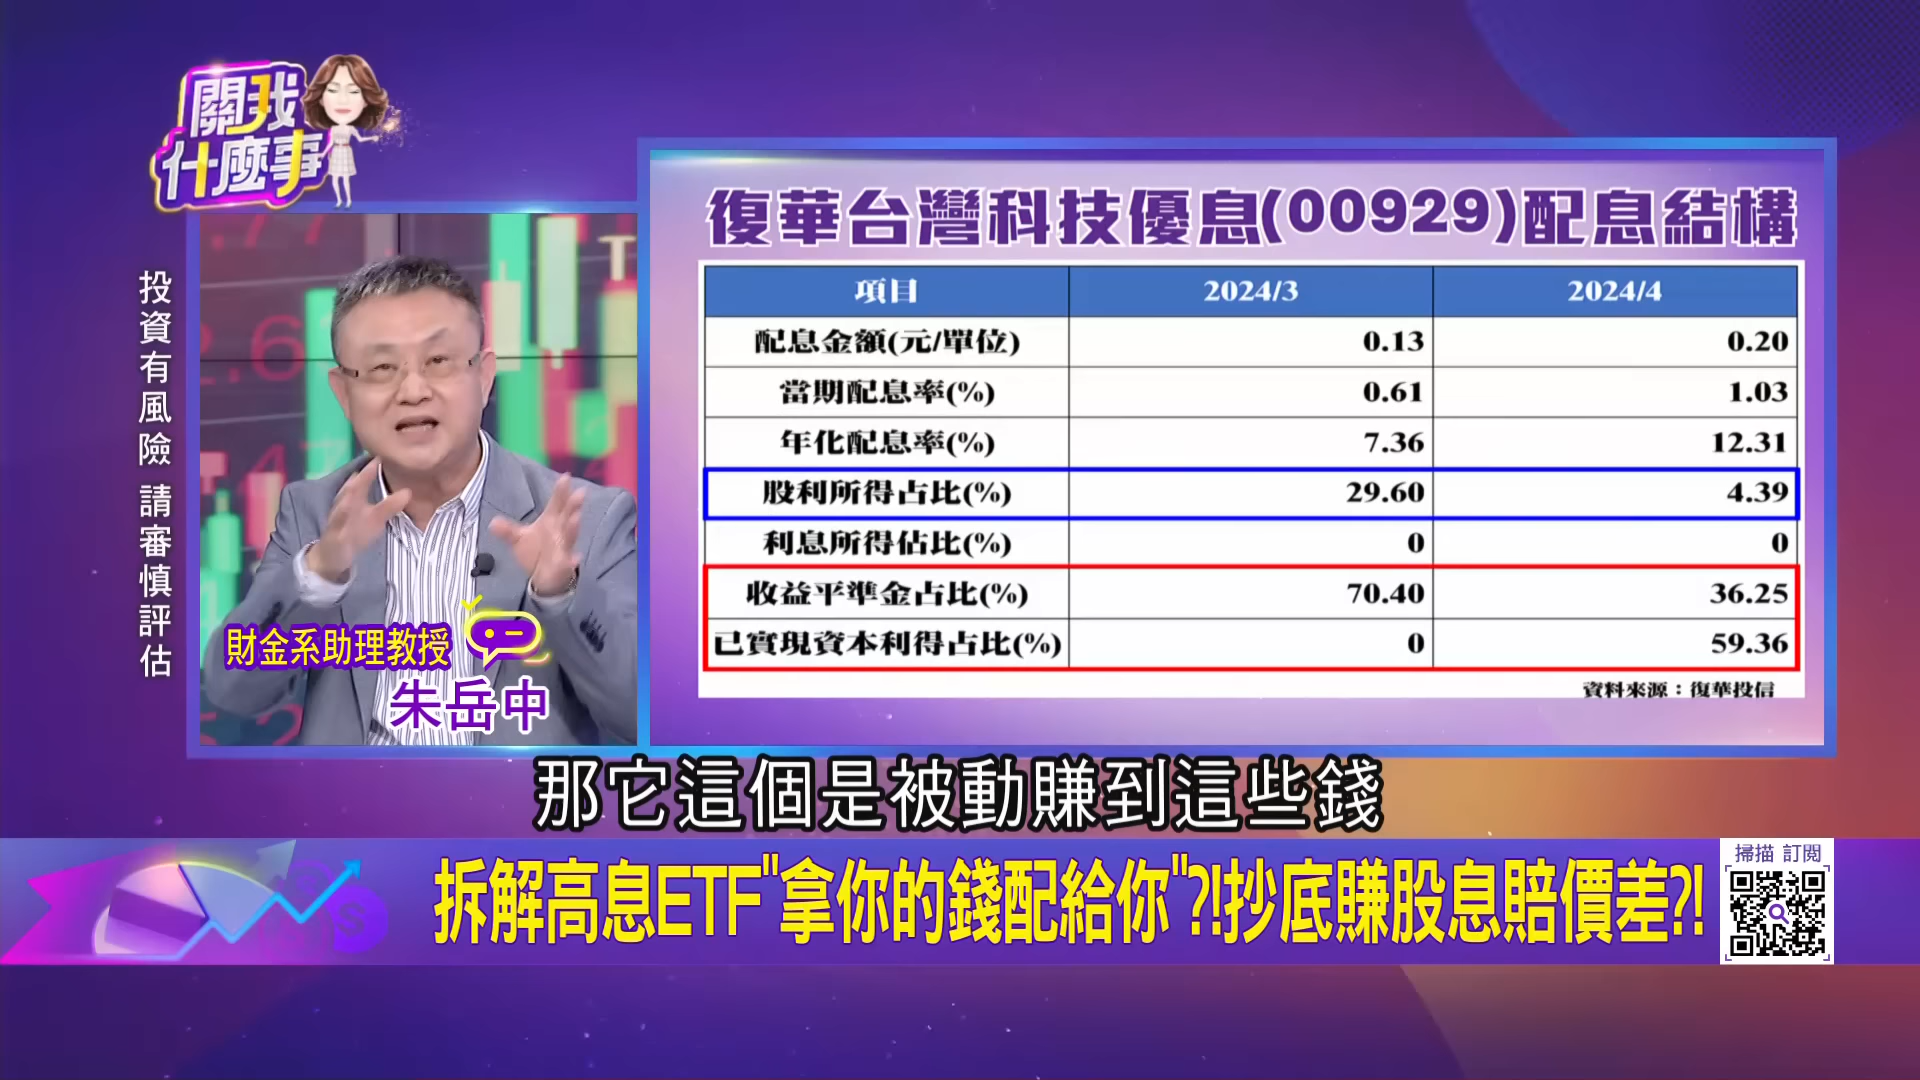 關我
什麼事
投資有風險 請審慎評估
復華台灣科技優息(00929)配息結構
項目 2024/3 2024/4
配息金額(元/單位) 0.13 0.20
當期配息率(%) 0.61 1.03
年化配息率(%) 7.36 12.31
股利所得占比(%) 29.60 4.39
利息所得佔比(%) 0 0
收益平準金占比(%) 70.40 36.25
已實現資本利得占比(%) 0 59.36
資料來源：復華投信
財金系助理教授
朱岳中
那它這個是被動賺到這些錢
拆解高息ETF"拿你的錢配給你"?!抄底賺股息賠價差?!
掃描 訂閱